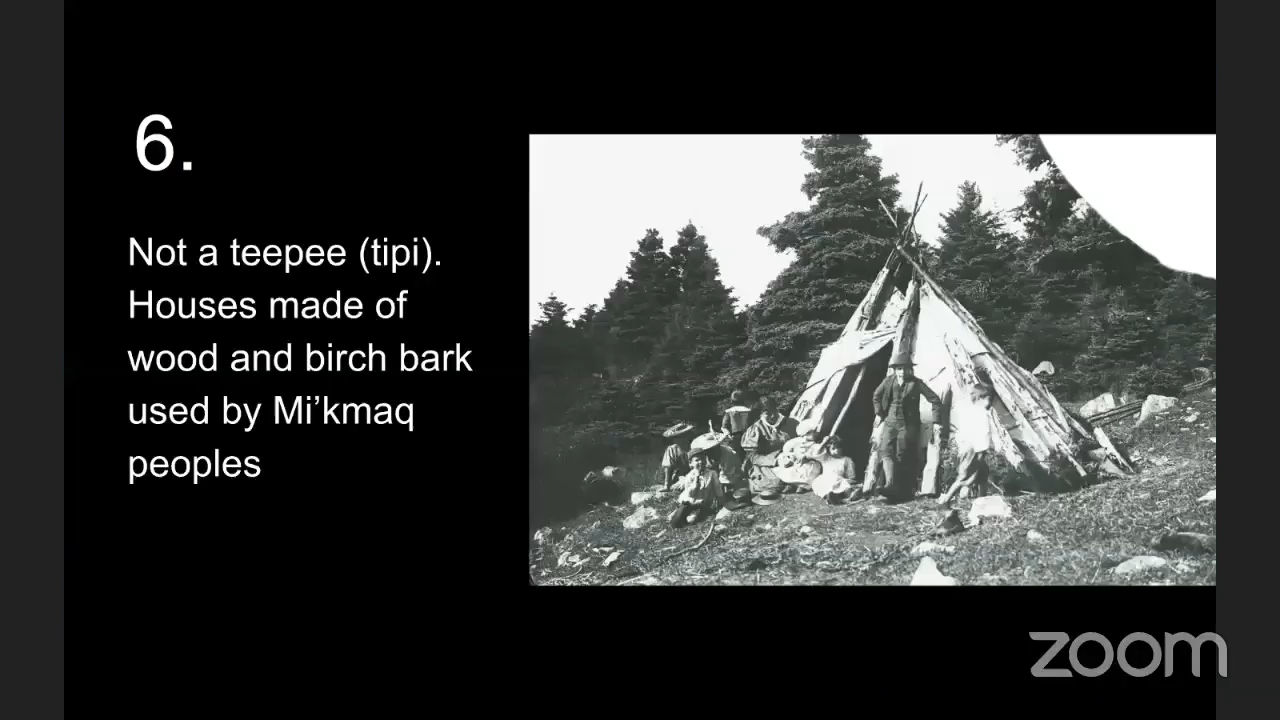 6.
Not a teepee (tipi).
Houses made of
wood and birch bark
used by Mi’kmaq
peoples
zoom